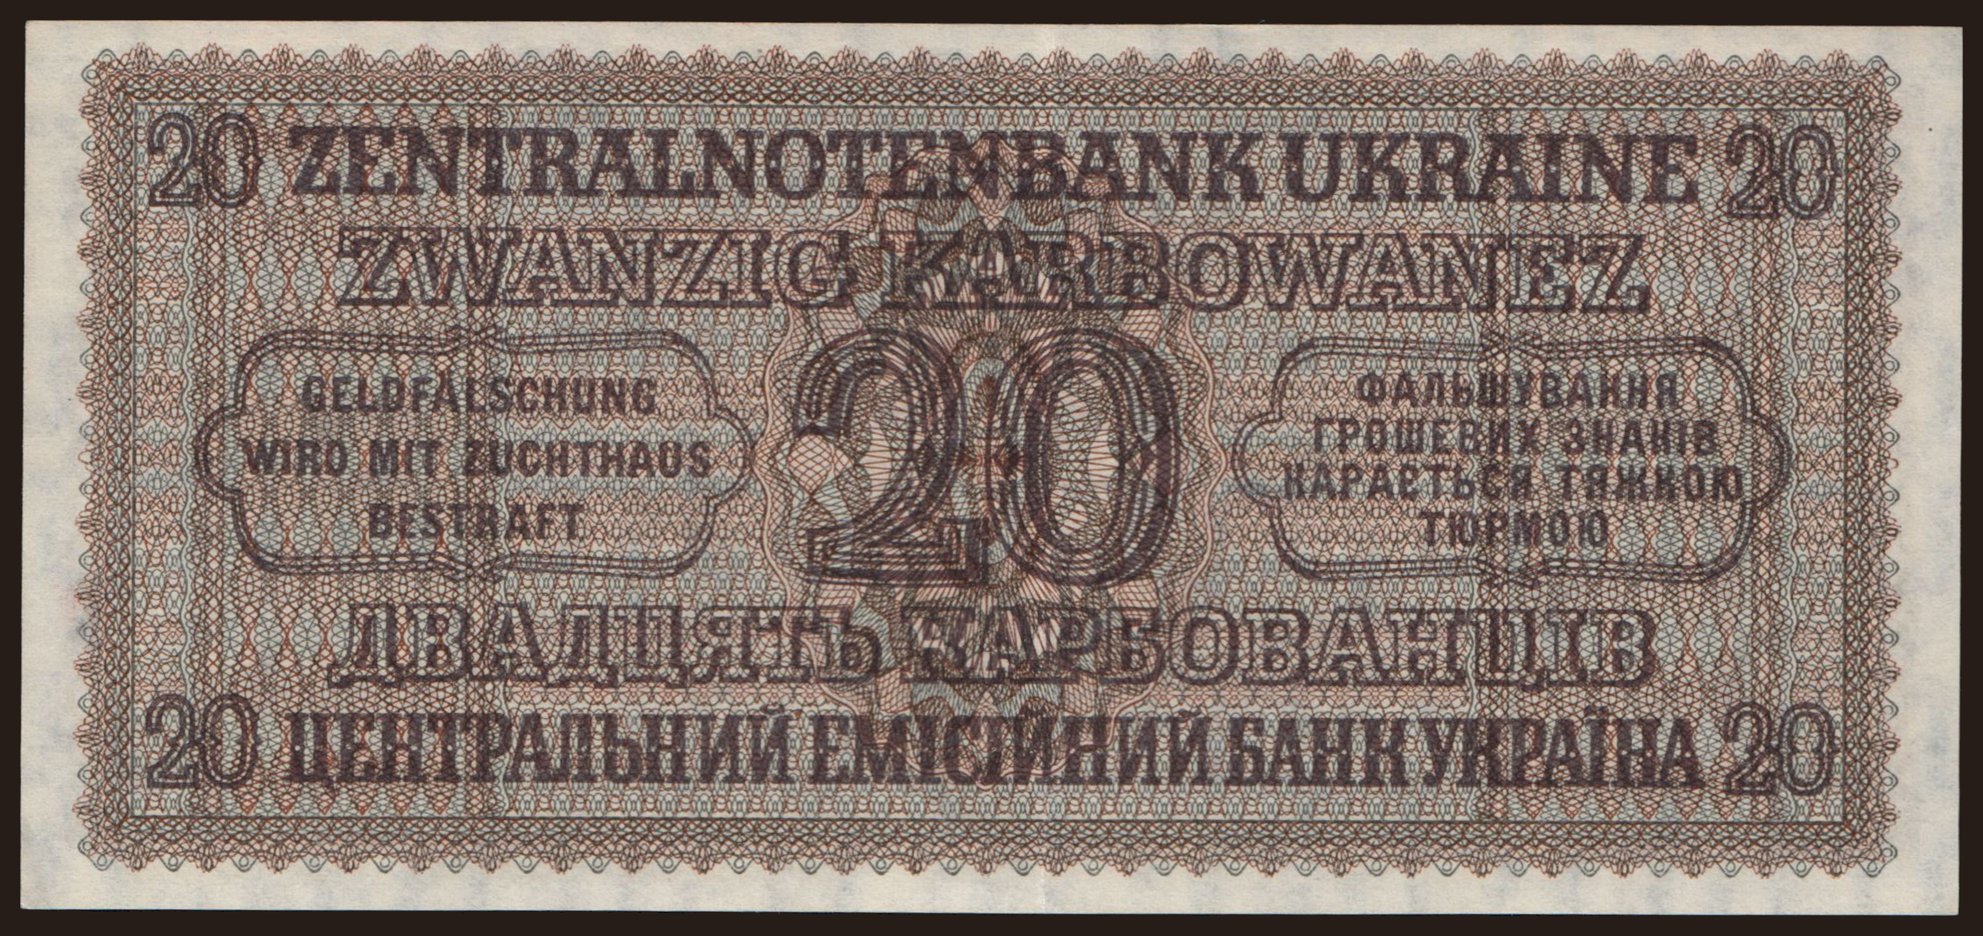 20 ZENTRALNOTENBANK UKRAINE 20
ZWANZIG KARBOWANEZ
GELDFÄLSCHUNG
WIRD MIT ZUCHTHAUS
BESTRAFT
20
ФАЛЬШУВАННЯ
ГРОШЕВИХ ЗНАКІВ
КАРАЄТЬСЯ ТЯЖКОЮ
ТЮРМОЮ
ДВАДЦЯТЬ КАРБОВАНЦІВ
20 ЦЕНТРАЛЬНИЙ ЕМІСІЙНИЙ БАНК УКРАЇНА 20